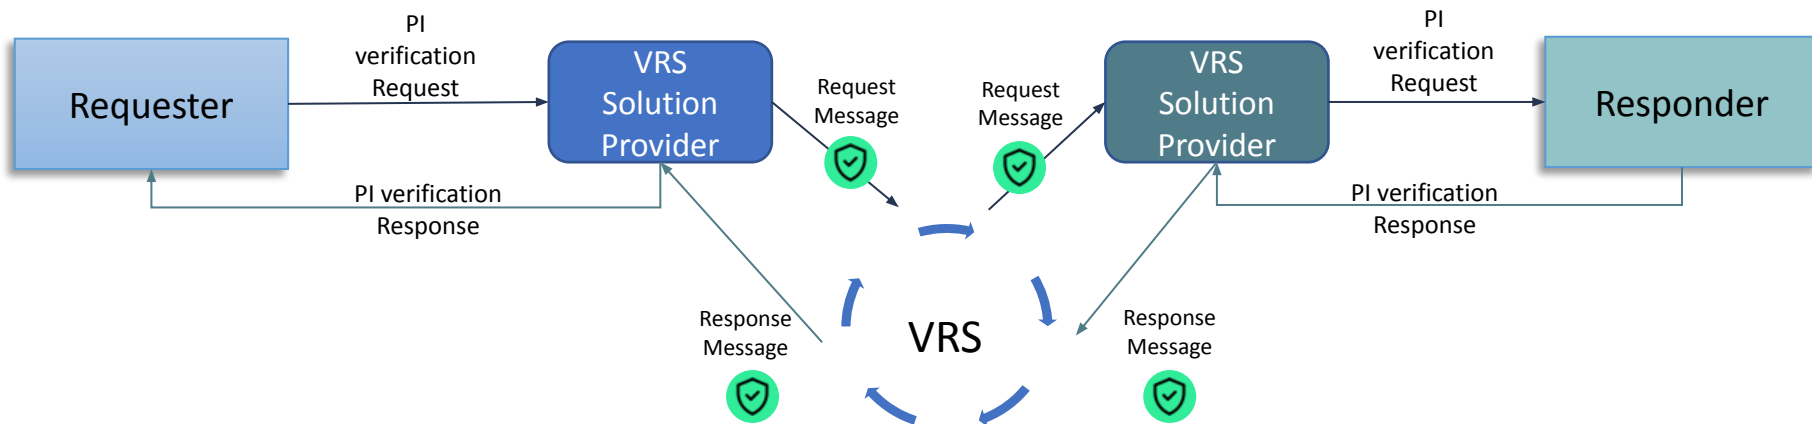 Requester
PI
verification
Request
VRS
Solution
Provider
Request
Message
Request
Message
VRS
Solution
Provider
PI
verification
Request
Responder
PI verification
Response
PI verification
Response
Response
Message
VRS
Response
Message